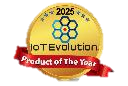 2025
IoT Evolution
Product of The Year